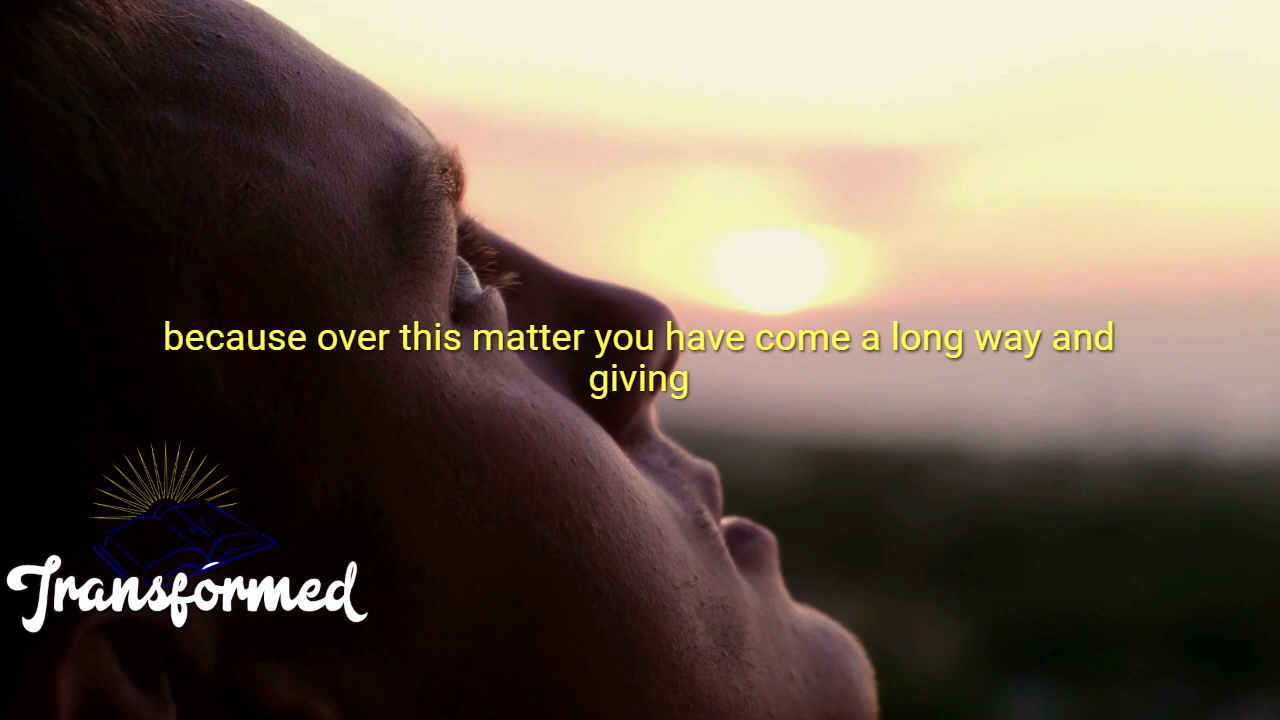 because over this matter you have come a long way and
giving
Transformed